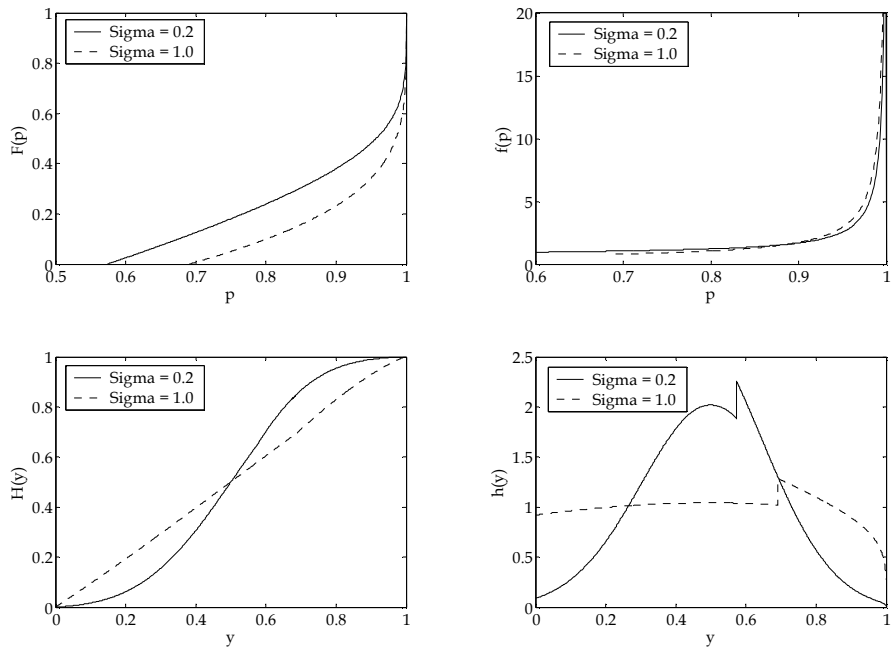 1
0.8
0.6
0.4
0.2
0
F(p)
Sigma = 0.2
Sigma = 1.0
0.5 0.6 0.7 0.8 0.9 1
p
20
15
10
5
0
f(p)
Sigma = 0.2
Sigma = 1.0
0.6 0.7 0.8 0.9 1
p
1
0.8
0.6
0.4
0.2
0
H(y)
Sigma = 0.2
Sigma = 1.0
0 0.2 0.4 0.6 0.8 1
y
2.5
2
1.5
1
0.5
0
h(y)
Sigma = 0.2
Sigma = 1.0
0 0.2 0.4 0.6 0.8 1
y